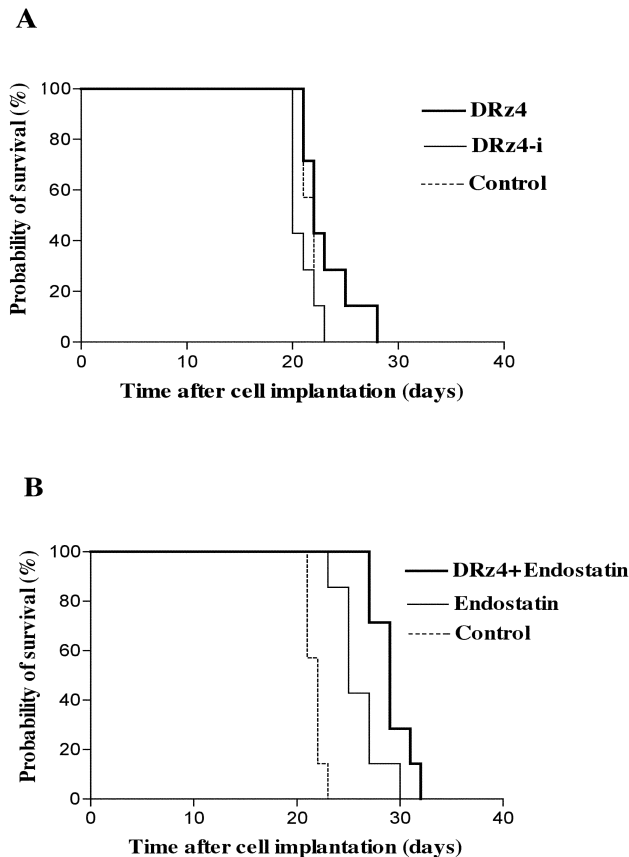 A
Probability of survival (%)
100
80
60
40
20
0
DRz4
DRz4-i
Control
0 10 20 30 40
Time after cell implantation (days)
B
Probability of survival (%)
100
80
60
40
20
0
DRz4+Endostatin
Endostatin
Control
0 10 20 30 40
Time after cell implantation (days)